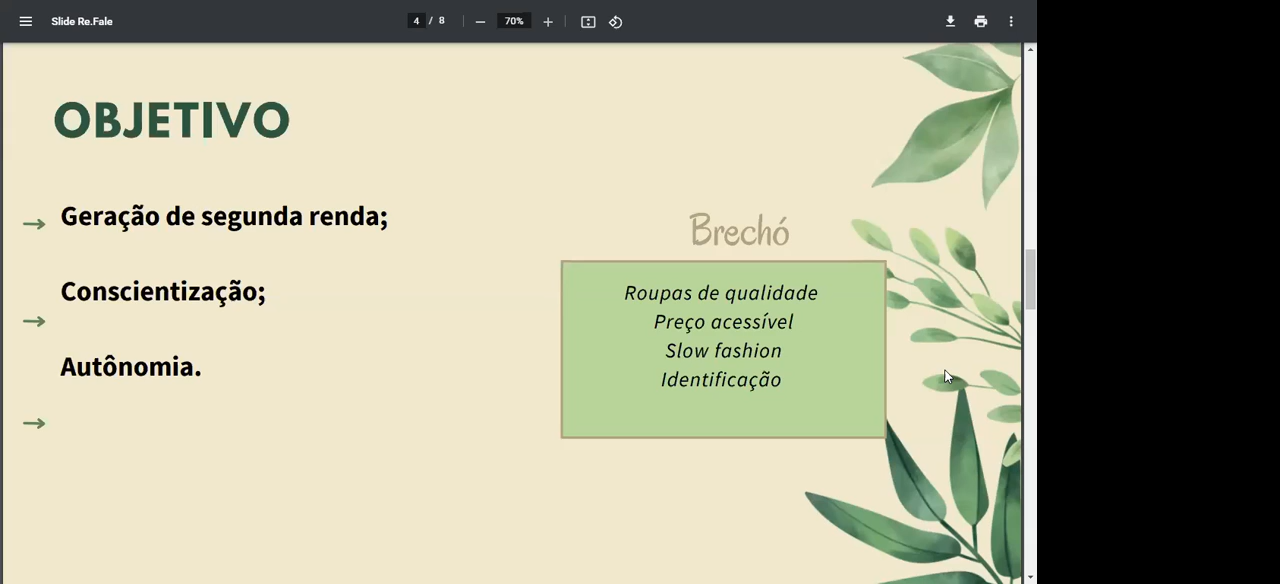 Slide Re.Fale
4 / 8
70%
OBJETIVO
Geração de segunda renda;
Conscientização;
Autônomia.
Brechó
Roupas de qualidade
Preço acessível
Slow fashion
Identificação